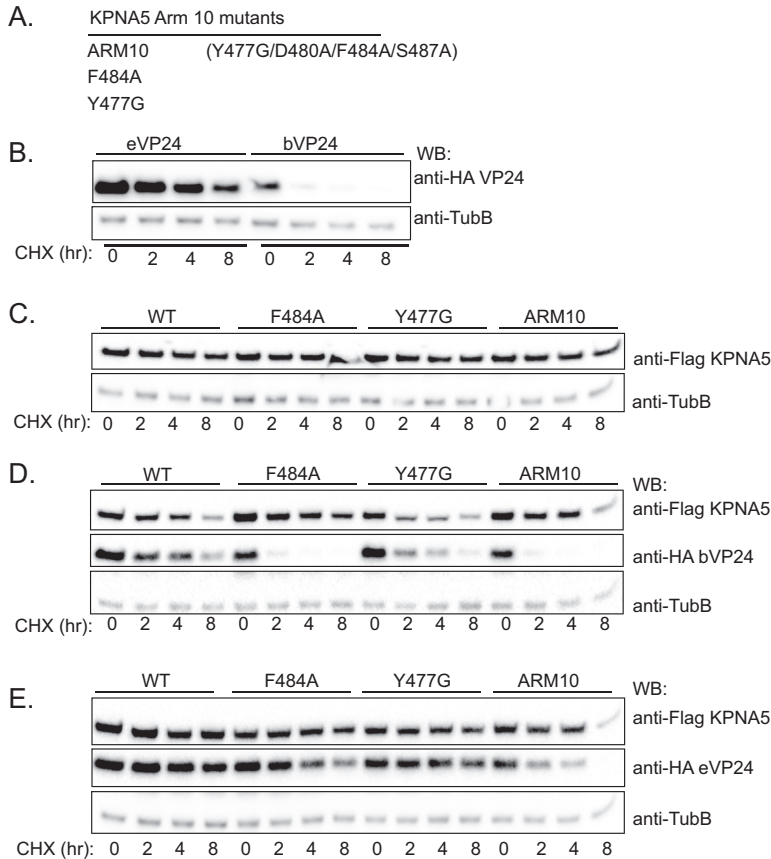 A.
KPNA5 Arm 10 mutants
ARM10 (Y477G/D480A/F484A/S487A)
F484A
Y477G
B.
eVP24 bVP24
WB:
anti-HA VP24
anti-TubB
CHX (hr): 0 2 4 8 0 2 4 8
C.
WT F484A Y477G ARM10
anti-Flag KPNA5
anti-TubB
CHX (hr): 0 2 4 8 0 2 4 8 0 2 4 8 0 2 4 8
D.
WT F484A Y477G ARM10
WB:
anti-Flag KPNA5
anti-HA bVP24
anti-TubB
CHX (hr): 0 2 4 8 0 2 4 8 0 2 4 8 0 2 4 8
E.
WT F484A Y477G ARM10
WB:
anti-Flag KPNA5
anti-HA eVP24
anti-TubB
CHX (hr): 0 2 4 8 0 2 4 8 0 2 4 8 0 2 4 8